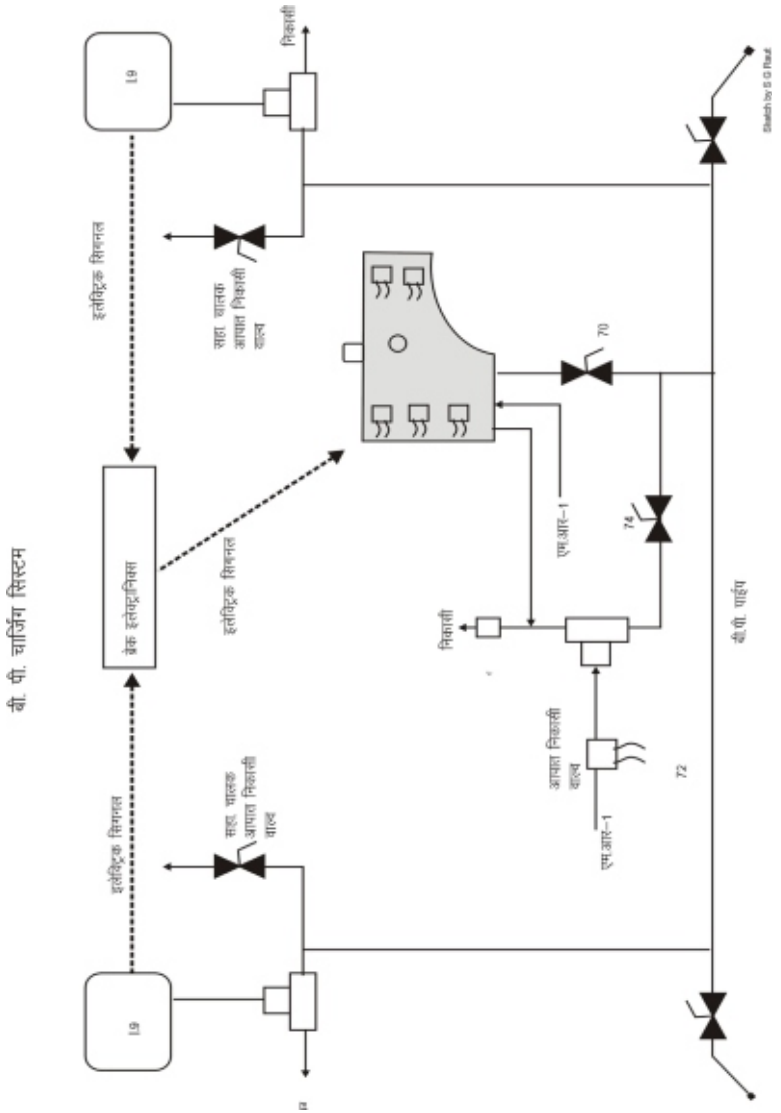 बी. पी. चार्जिंग सिस्टम
इलेक्ट्रिक सिगनल
ब्रेक इलेक्ट्रानिक्स
इलेक्ट्रिक सिगनल
सहा. चालक
आपात निकासी
वाल्व
इलेक्ट्रिक सिगनल
सहा. चालक
आपात निकासी
वाल्व
निकासी
निकासी
एम.आर–1
आपात निकासी
वाल्व
एम.आर–1
72
74
70
बी.पी. पाईप
Sketch by S G Raut